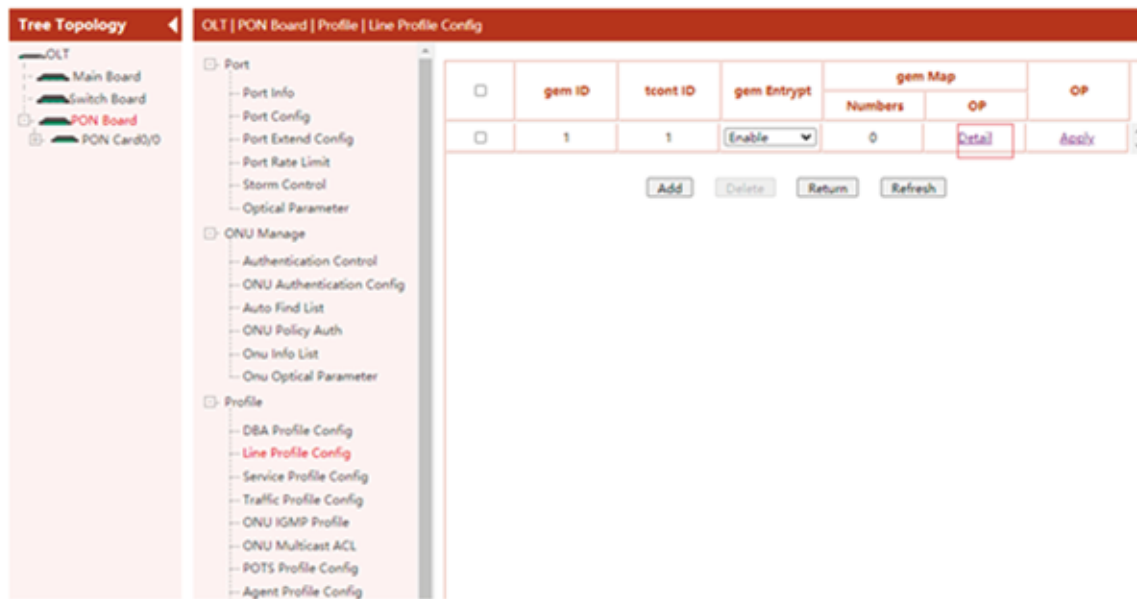 Tree Topology
OLT | PON Board | Profile | Line Profile Config
OLT
Main Board
Switch Board
PON Board
PON Card0/0
Port
Port Info
Port Config
Port Extend Config
Port Rate Limit
Storm Control
Optical Parameter
ONU Manage
Authentication Control
ONU Authentication Config
Auto Find List
ONU Policy Auth
Onu Info List
Onu Optical Parameter
Profile
DBA Profile Config
Line Profile Config
Service Profile Config
Traffic Profile Config
ONU IGMP Profile
ONU Multicast ACL
POTS Profile Config
Agent Profile Config
gem ID tcont ID gem Entrypt gem Map OP
Numbers OP
1 1 Enable 0 Detail Apply
Add Delete Return Refresh